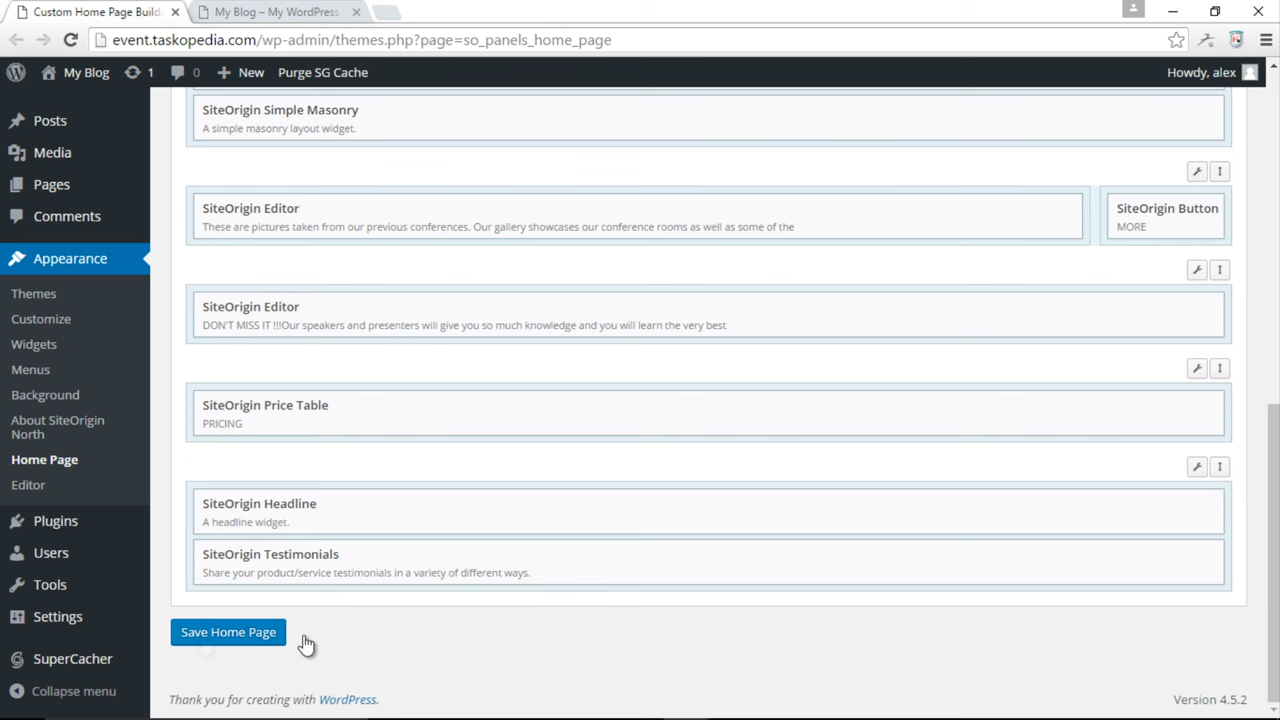 Custom Home Page Build
My Blog – My WordPress
event.taskopedia.com/wp-admin/themes.php?page=so_panels_home_page
My Blog 1 0 New Purge SG Cache Howdy, alex
Posts
Media
Pages
Comments
Appearance
Themes
Customize
Widgets
Menus
Background
About SiteOrigin
North
Home Page
Editor
Plugins
Users
Tools
Settings
SuperCacher
Collapse menu
SiteOrigin Simple Masonry
A simple masonry layout widget.
SiteOrigin Editor
These are pictures taken from our previous conferences. Our gallery showcases our conference rooms as well as some of the
SiteOrigin Button
MORE
SiteOrigin Editor
DON'T MISS IT !!!Our speakers and presenters will give you so much knowledge and you will learn the very best
SiteOrigin Price Table
PRICING
SiteOrigin Headline
A headline widget.
SiteOrigin Testimonials
Share your product/service testimonials in a variety of different ways.
Save Home Page
Thank you for creating with WordPress.
Version 4.5.2